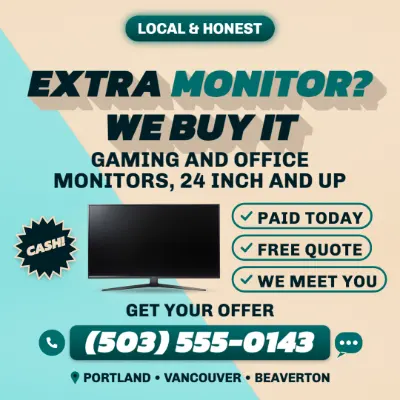 LOCAL & HONEST
EXTRA MONITOR?
WE BUY IT
GAMING AND OFFICE
MONITORS, 24 INCH AND UP
CASH!
PAID TODAY
FREE QUOTE
WE MEET YOU
GET YOUR OFFER
(503) 555-0143
PORTLAND • VANCOUVER • BEAVERTON